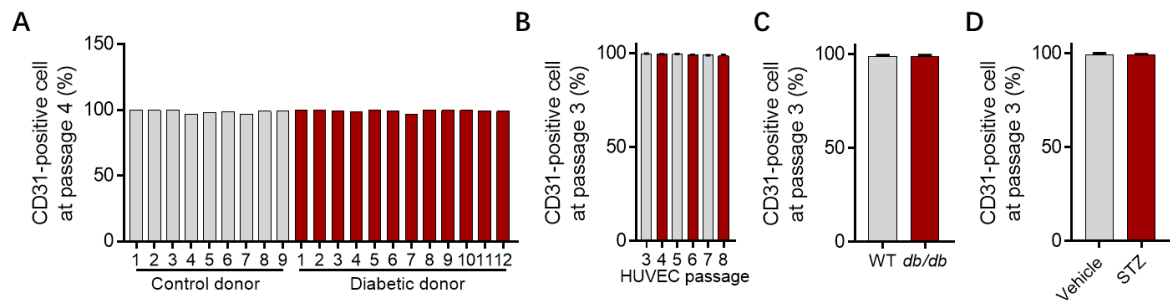 A
CD31-positive cell
at passage 4 (%)
150
100
50
0
1 2 3 4 5 6 7 8 9 1 2 3 4 5 6 7 8 9 10 11 12
Control donor Diabetic donor
B
CD31-positive cell
at passage 3 (%)
100
50
0
3 4 5 6 7 8
HUVEC passage
C
CD31-positive cell
at passage 3 (%)
100
50
0
WT db/db
D
CD31-positive cell
at passage 3 (%)
100
50
0
Vehicle STZ